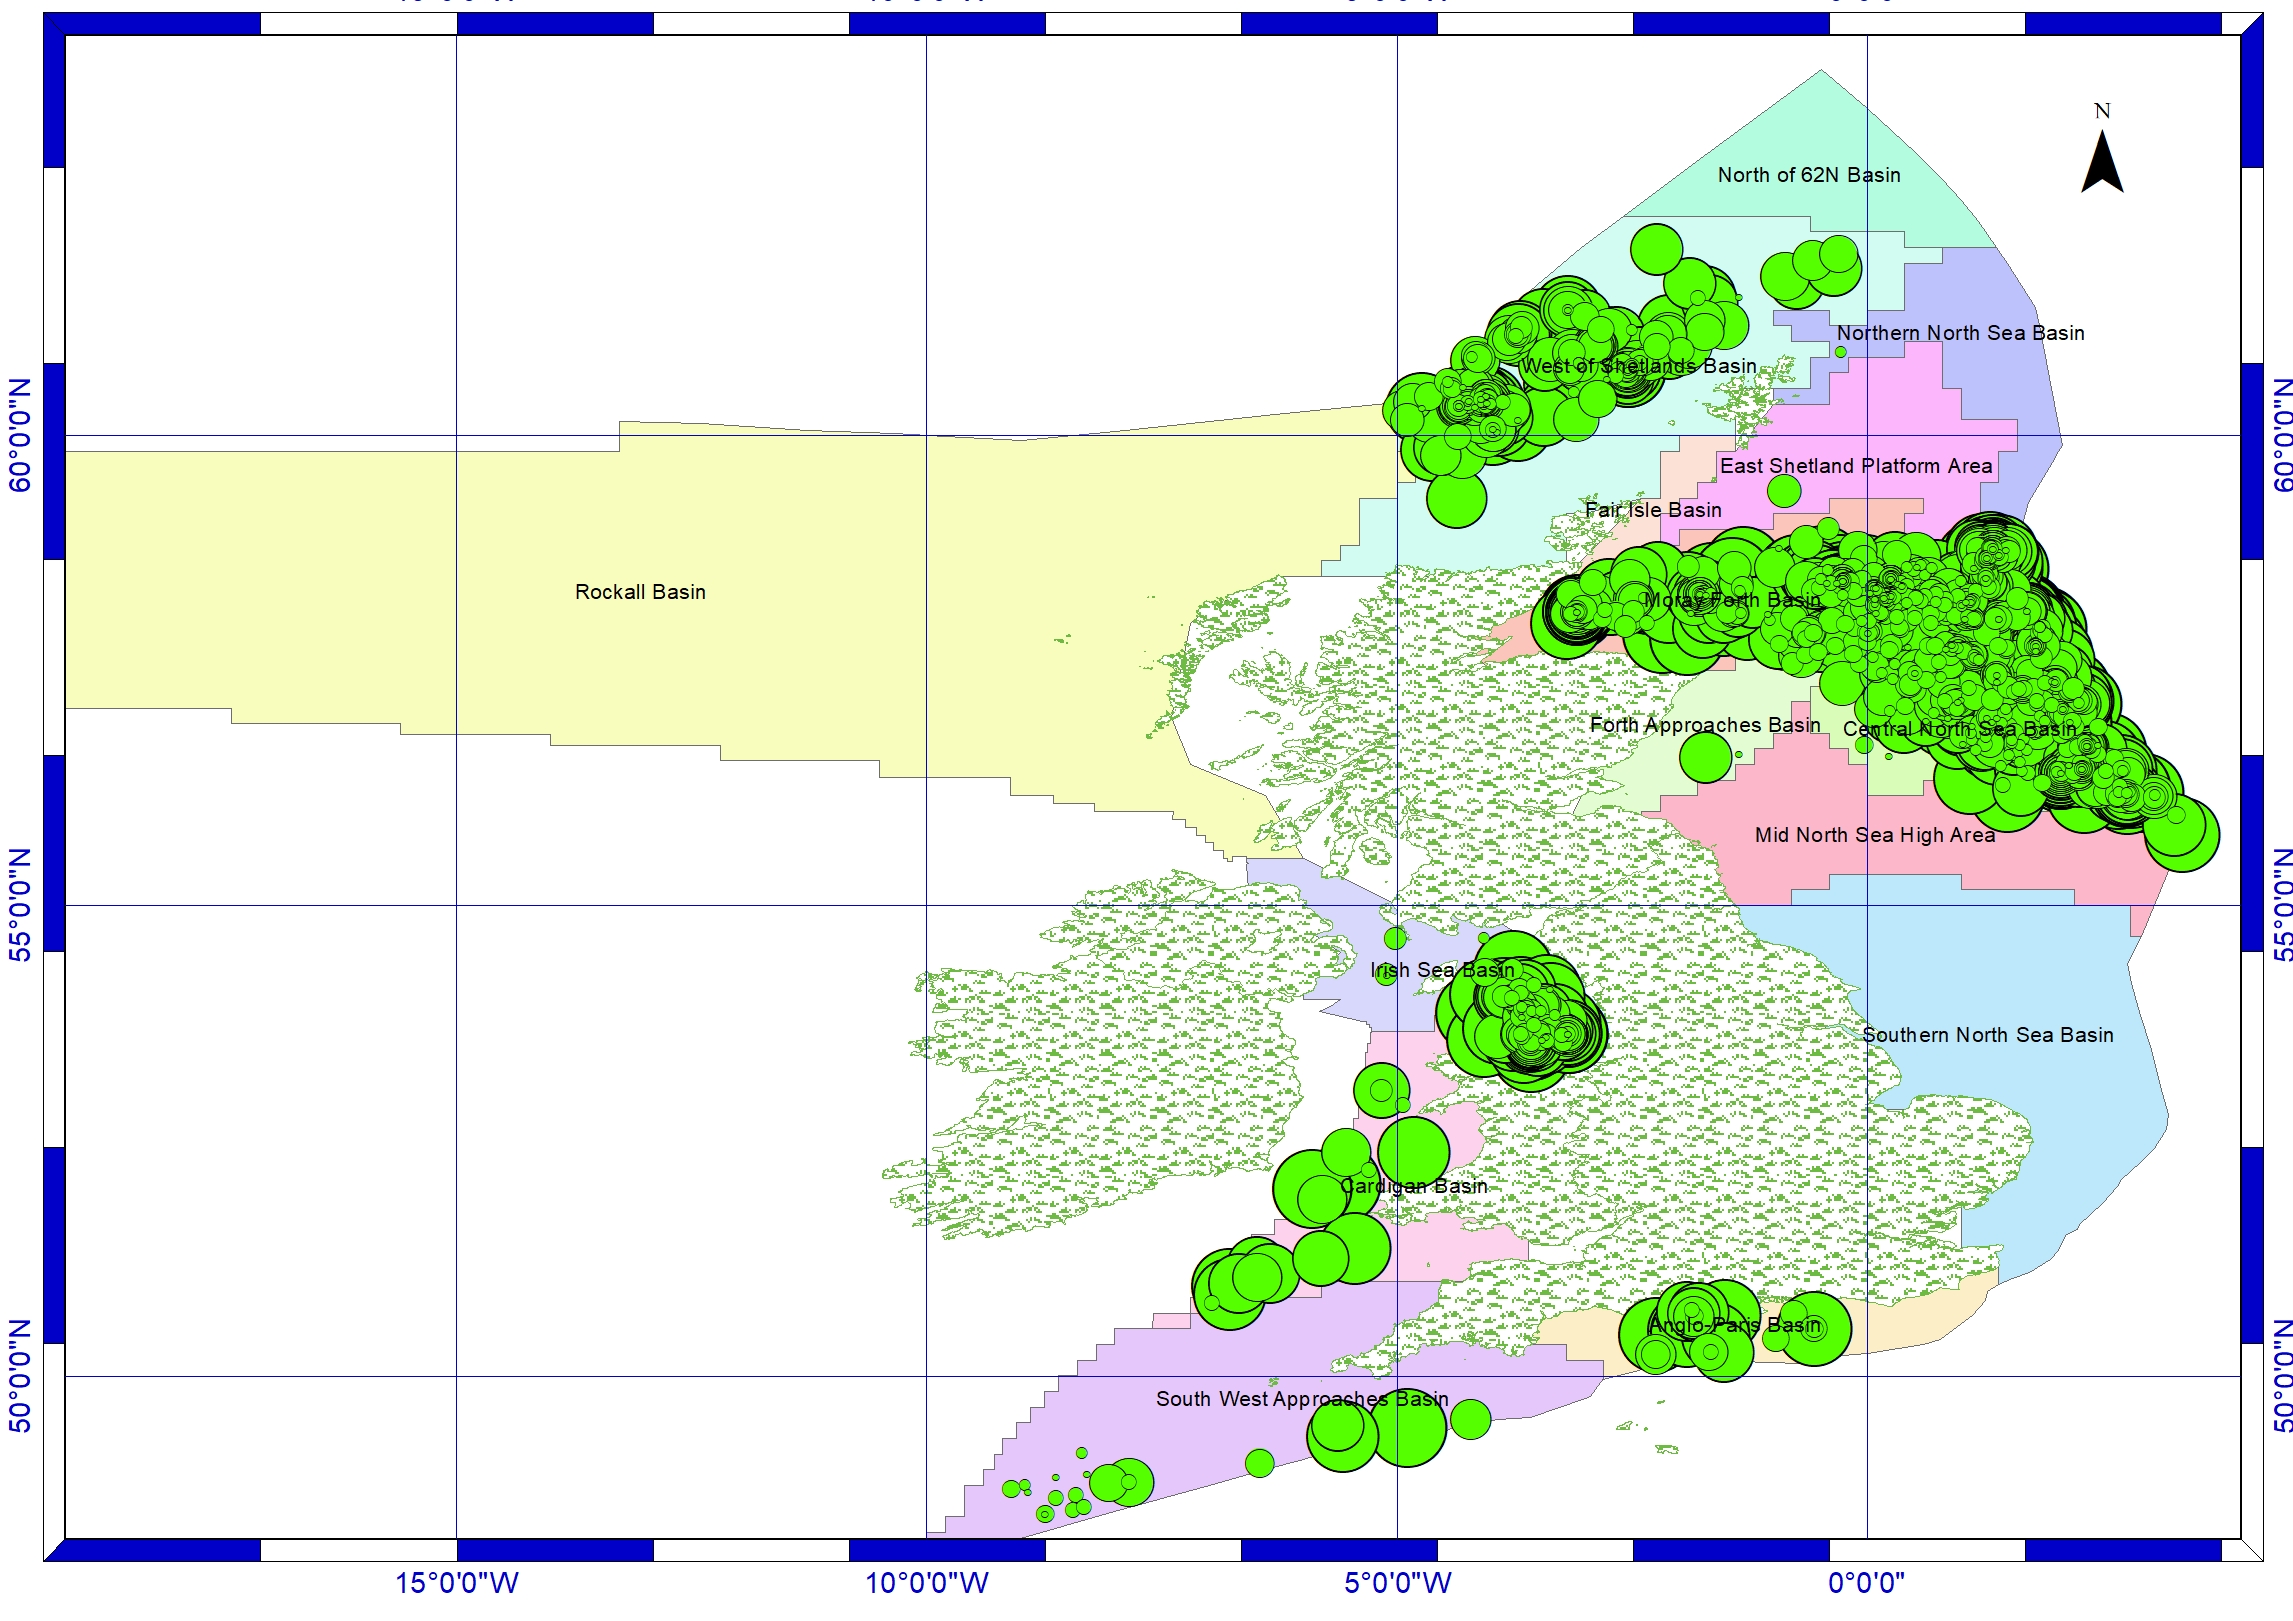 N
North of 62N Basin
Northern North Sea Basin
West of Shetlands Basin
60°0'0"N
60°0'0"N
East Shetland Platform Area
Fair Isle Basin
Rockall Basin
Moray Forth Basin
Forth Approaches Basin
Central North Sea Basin
Mid North Sea High Area
55°0'0"N
55°0'0"N
Irish Sea Basin
Southern North Sea Basin
Cardigan Basin
Anglo-Paris Basin
50°0'0"N
50°0'0"N
South West Approaches Basin
15°0'0"W
10°0'0"W
5°0'0"W
0°0'0"